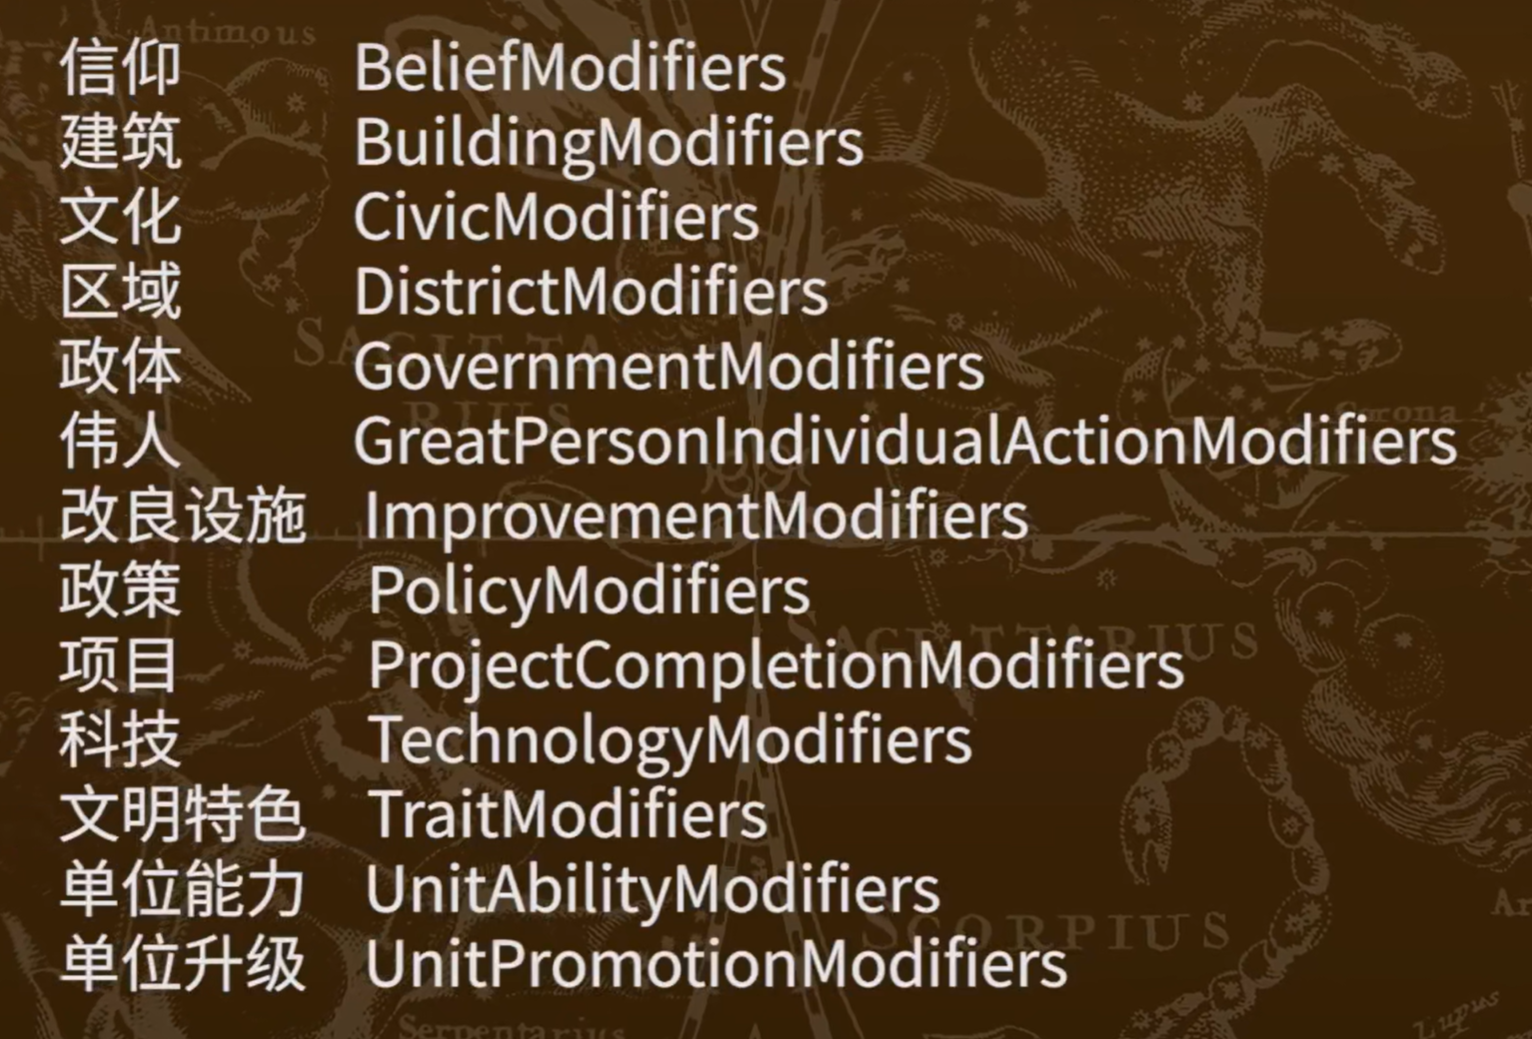 Antinous
信仰 BeliefModifiers
建筑 BuildingModifiers
文化 CivicModifiers
区域 DistrictModifiers
SAGITTA
政体 GovernmentModifiers
RIUS
Corona
伟人 GreatPersonIndividualActionModifiers
改良设施 ImprovementModifiers
政策 PolicyModifiers
SAGITTARIUS
项目 ProjectCompletionModifiers
科技 TechnologyModifiers
文明特色 TraitModifiers
单位能力 UnitAbilityModifiers
SCORPIUS
单位升级 UnitPromotionModifiers
Serpentarius
Lupus